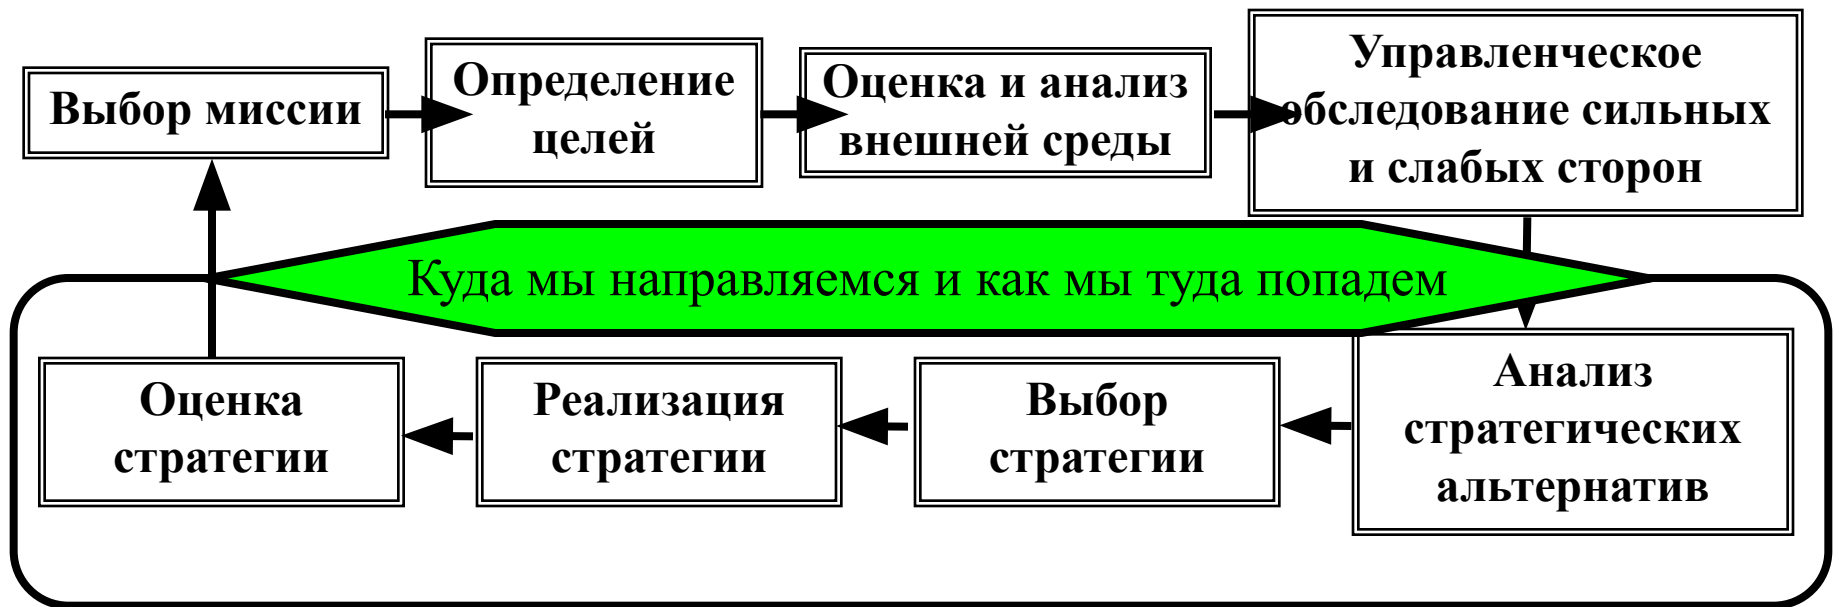 Выбор миссии
Определение
целей
Оценка и анализ
внешней среды
Управленческое
обследование сильных
и слабых сторон
Куда мы направляемся и как мы туда попадем
Оценка
стратегии
Реализация
стратегии
Выбор
стратегии
Анализ
стратегических
альтернатив